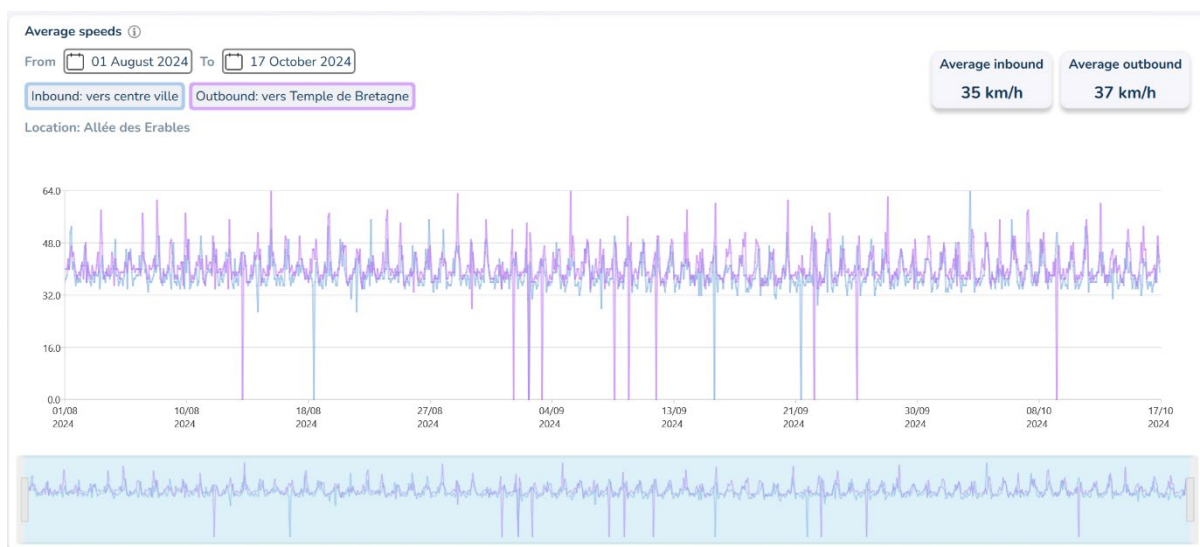 Average speeds
From 01 August 2024 To 17 October 2024
Inbound: vers centre ville Outbound: vers Temple de Bretagne
Location: Allée des Erables
Average inbound
35 km/h
Average outbound
37 km/h
64.0
48.0
32.0
16.0
0.0
01/08 2024
10/08 2024
18/08 2024
27/08 2024
04/09 2024
13/09 2024
21/09 2024
30/09 2024
08/10 2024
17/10 2024